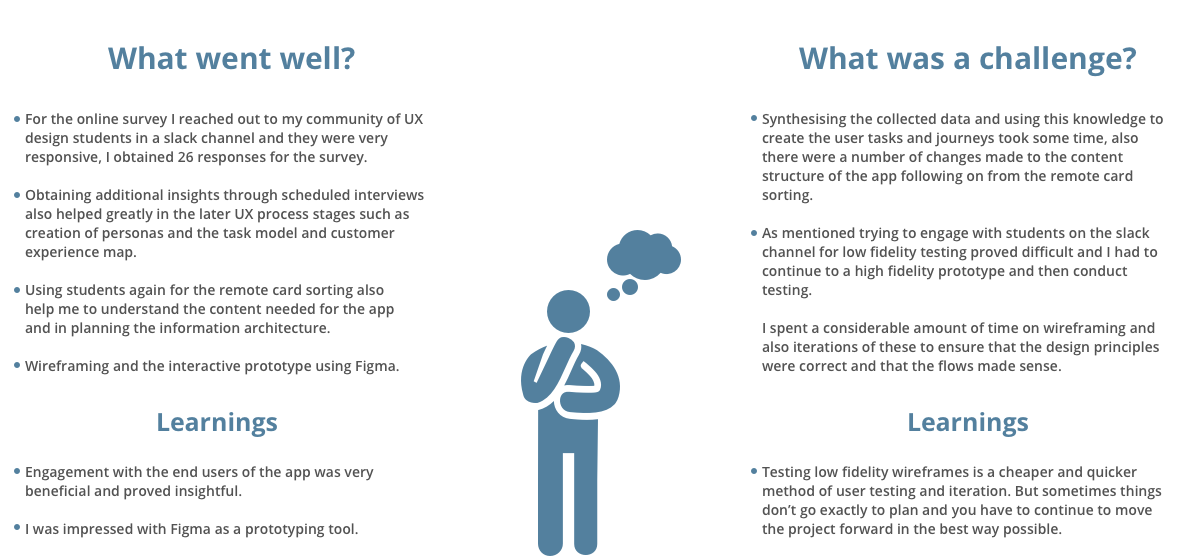 What went well?
For the online survey I reached out to my community of UX
design students in a slack channel and they were very
responsive, I obtained 26 responses for the survey.
Obtaining additional insights through scheduled interviews
also helped greatly in the later UX process stages such as
creation of personas and the task model and customer
experience map.
Using students again for the remote card sorting also
help me to understand the content needed for the app
and in planning the information architecture.
Wireframing and the interactive prototype using Figma.
Learnings
Engagement with the end users of the app was very
beneficial and proved insightful.
I was impressed with Figma as a prototyping tool.
What was a challenge?
Synthesising the collected data and using this knowledge to
create the user tasks and journeys took some time, also
there were a number of changes made to the content
structure of the app following on from the remote card
sorting.
As mentioned trying to engage with students on the slack
channel for low fidelity testing proved difficult and I had to
continue to a high fidelity prototype and then conduct
testing.
I spent a considerable amount of time on wireframing and
also iterations of these to ensure that the design principles
were correct and that the flows made sense.
Learnings
Testing low fidelity wireframes is a cheaper and quicker
method of user testing and iteration. But sometimes things
don’t go exactly to plan and you have to continue to move
the project forward in the best way possible.